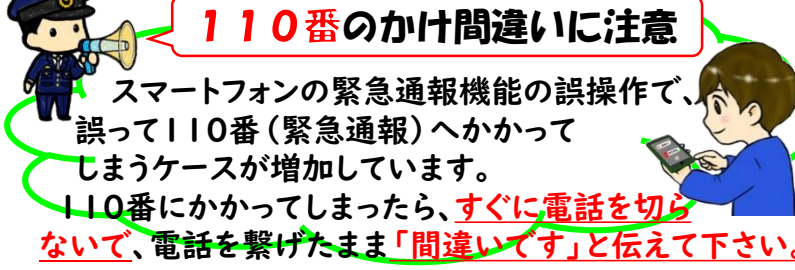 110番のかけ間違いに注意
スマートフォンの緊急通報機能の誤操作で、
誤って110番（緊急通報）へかかって
しまうケースが増加しています。
110番にかかってしまったら、すぐに電話を切ら
ないで、電話を繋げたまま「間違いです」と伝えて下さい。